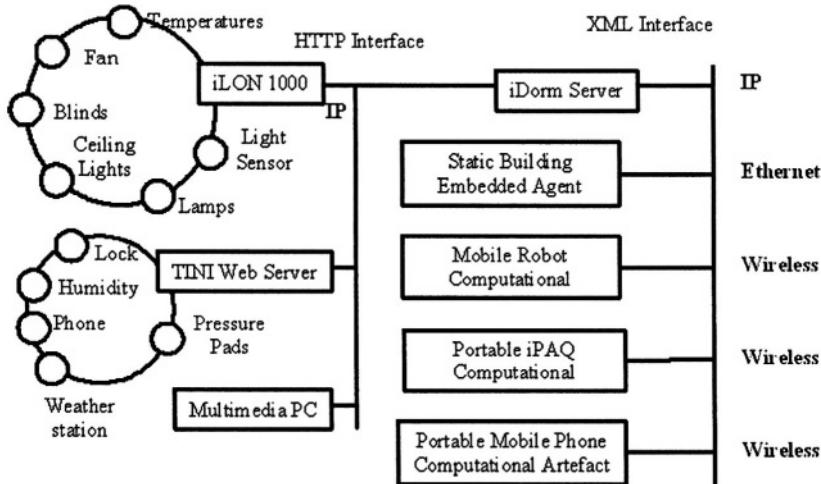 Temperatures
HTTP Interface
XML Interface
Fan
iLON 1000
IP
iDorm Server
IP
Blinds
Ceiling
Lights
Light
Sensor
Lamps
Static Building
Embedded Agent
Ethernet
Lock
TINI Web Server
Humidity
Phone
Pressure
Pads
Weather
station
Multimedia PC
Mobile Robot
Computational
Wireless
Portable iPAQ
Computational
Wireless
Portable Mobile Phone
Computational Artefact
Wireless